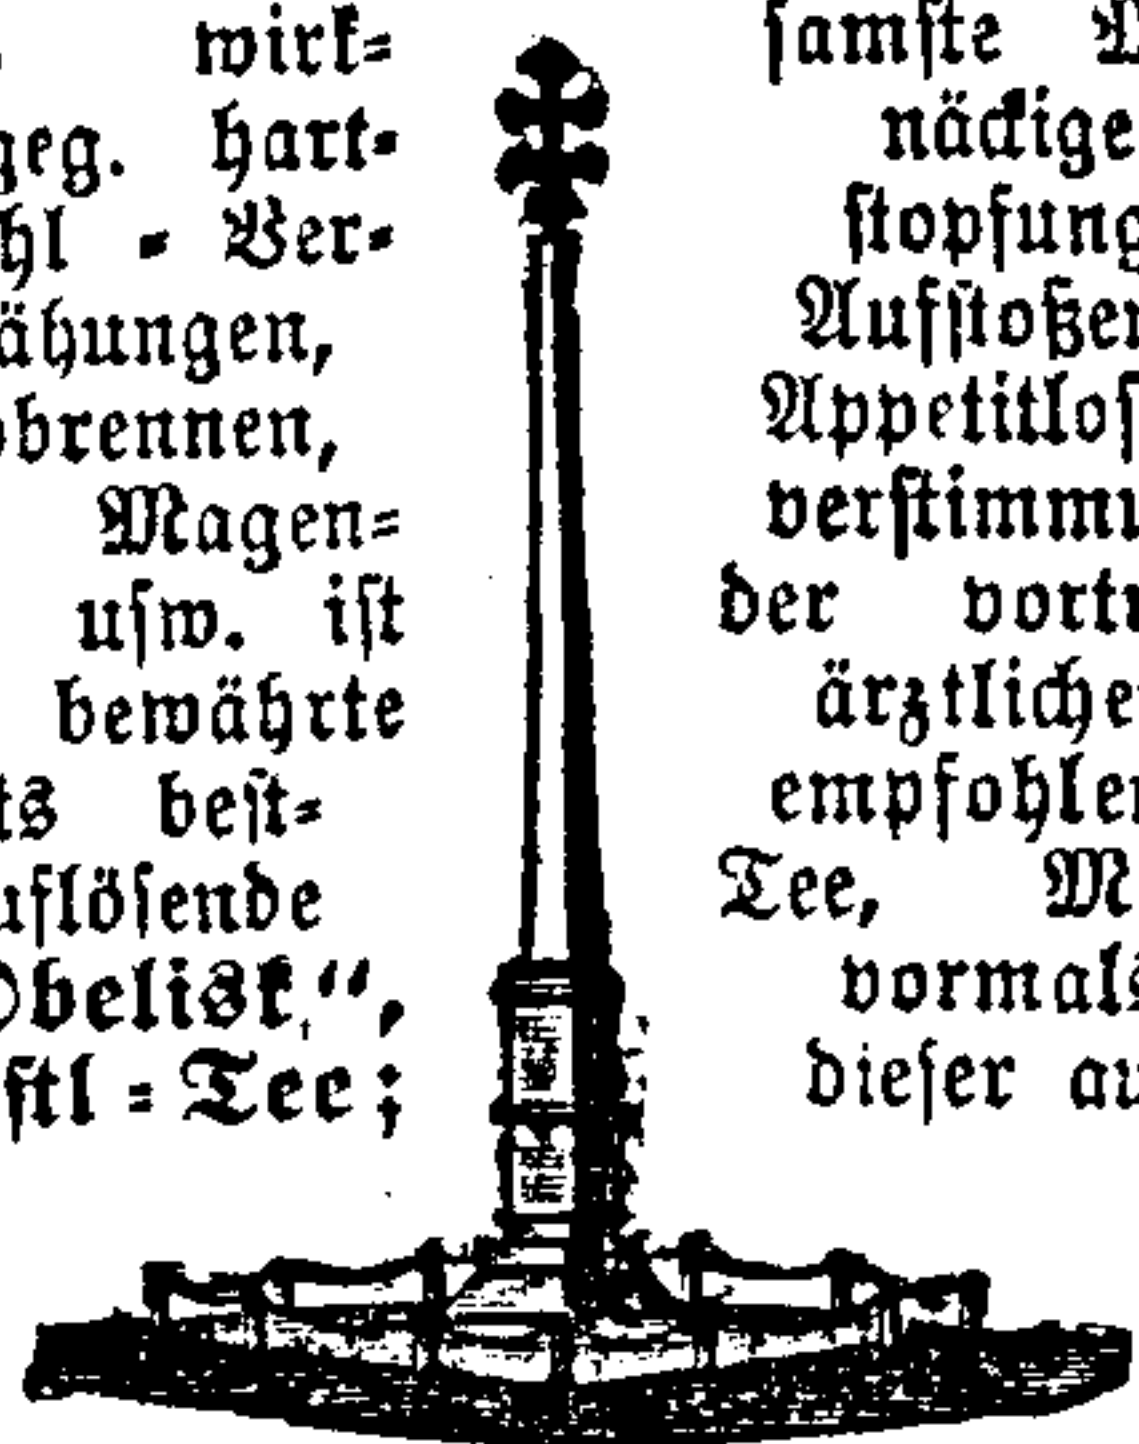 wirk= ſamſte
geg. hart= näckige
hl = Ver= ſtopfung
ähungen, Aufſtoßen
brennen, Appetitloſ
Magen= verſtimmu
uſw. iſt der vortr
bewährte ärztliche
ts beſt= empfohlen
uflöſende Tee, M
Obelisk“, vormals
ſtl=Tee; dieſer au